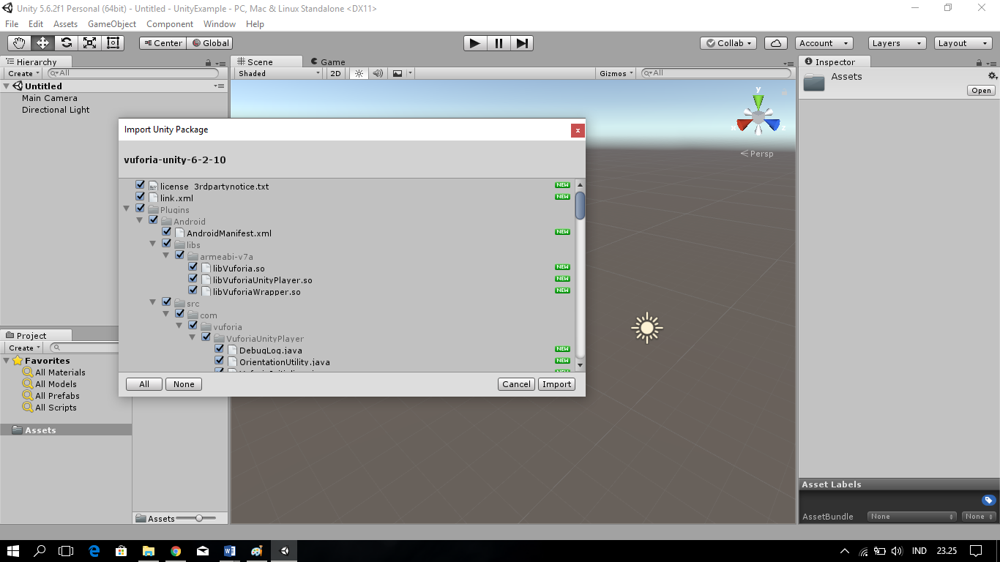 Unity 5.6.2f1 Personal (64bit) - Untitled - UnityExample - PC, Mac & Linux Standalone <DX11>
File Edit Assets GameObject Component Window Help
Center Global Collab Account Layers Layout
Hierarchy
Create All
Untitled
Main Camera
Directional Light
Scene Game
Shaded 2D Gizmos All
y
x z
Persp
Inspector
Assets
Open
Import Unity Package
x
vuforia-unity-6-2-10
license_3rdpartynotice.txt NEW
link.xml NEW
Plugins
Android
AndroidManifest.xml NEW
libs
armeabi-v7a
libVuforia.so NEW
libVuforiaUnityPlayer.so NEW
libVuforiaWrapper.so NEW
src
com
vuforia
VuforiaUnityPlayer
DebugLog.java NEW
OrientationUtility.java NEW
All None Cancel Import
Project
Create
Favorites
All Materials
All Models
All Prefabs
All Scripts
Assets
Assets
Asset Labels
AssetBundle None None
IND 23.25